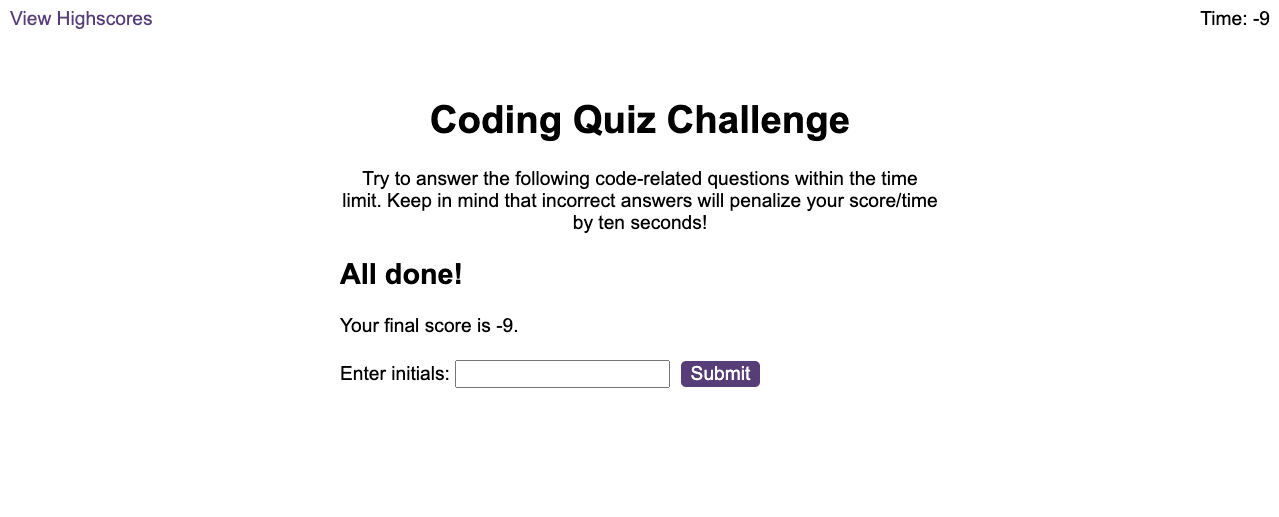 View Highscores
Time: -9
Coding Quiz Challenge
Try to answer the following code-related questions within the time
limit. Keep in mind that incorrect answers will penalize your score/time
by ten seconds!
All done!
Your final score is -9.
Enter initials: Submit